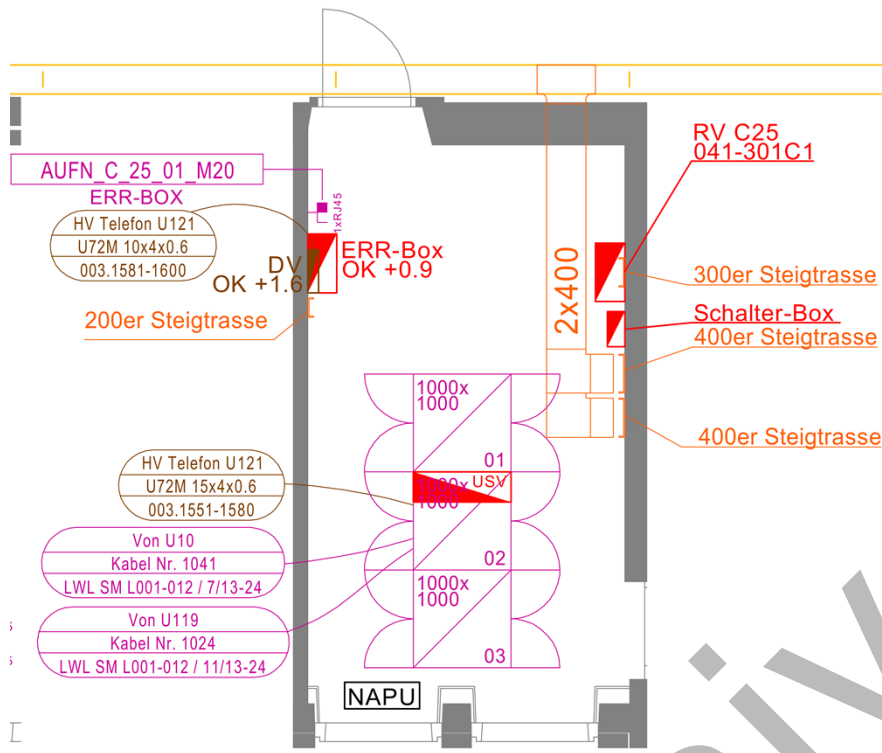 RV C25
041-301C1
AUFN_C_25_01_M20
ERR-BOX
1xRJ45
HV Telefon U121
U72M 10x4x0.6
003.1581-1600
ERR-Box
OK +0.9
DV
OK +1.6
300er Steigtrasse
2x400
200er Steigtrasse
Schalter-Box
400er Steigtrasse
1000x
1000
01
400er Steigtrasse
HV Telefon U121
U72M 15x4x0.6
003.1551-1580
USV
1000x
1000
02
Von U10
Kabel Nr. 1041
LWL SM L001-012 / 7/13-24
1000x
1000
03
Von U119
Kabel Nr. 1024
LWL SM L001-012 / 11/13-24
NAPU